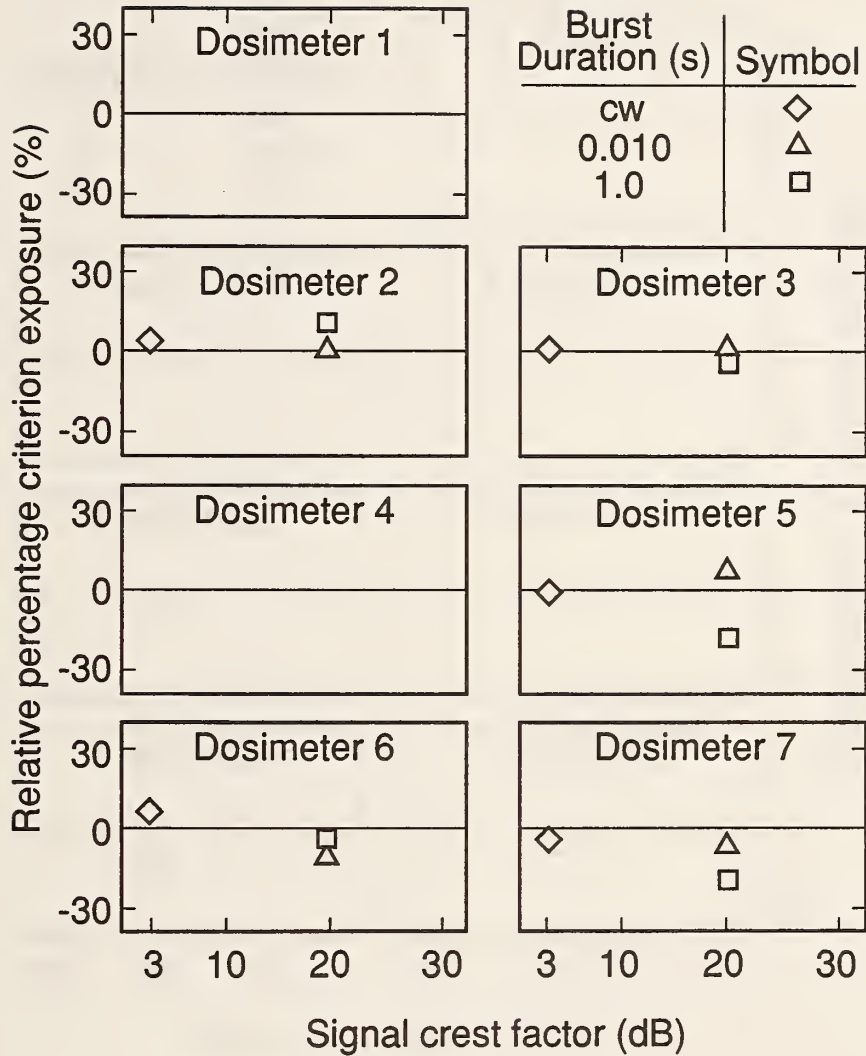 Relative percentage criterion exposure (%)
30
0
-30
Dosimeter 1
Burst
Duration (s) Symbol
cw
0.010
1.0
30
0
-30
Dosimeter 2
Dosimeter 3
30
0
-30
Dosimeter 4
Dosimeter 5
30
0
-30
Dosimeter 6
Dosimeter 7
3 10 20 30
3 10 20 30
Signal crest factor (dB)